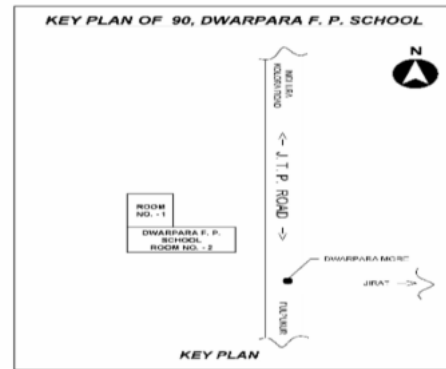 KEY PLAN OF 90, DWARPARA F. P. SCHOOL
N
ROAD
<- J.T.P. ROAD ->
ROOM
NO. - 1
DWARPARA F. P.
SCHOOL
ROOM NO. - 2
DWARPARA MORE
JIRAT ->
KEY PLAN